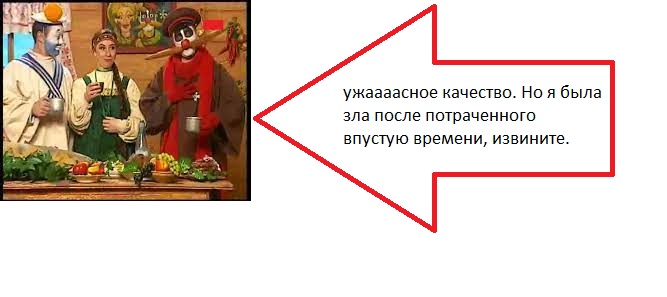 ужаааасное качество. Но я была
зла после потраченного
впустую времени, извините.